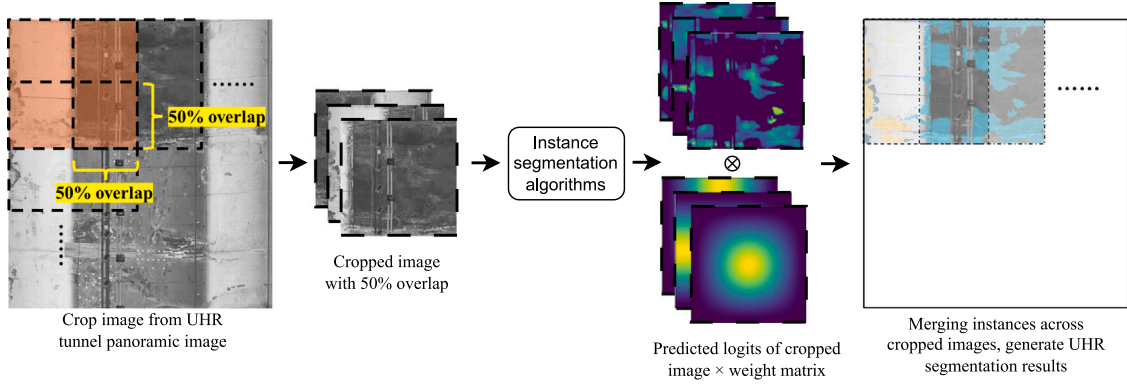 50% overlap
50% overlap
Crop image from UHR
tunnel panoramic image
Cropped image
with 50% overlap
Instance
segmentation
algorithms
⊗
Predicted logits of cropped
image × weight matrix
Merging instances across
cropped images, generate UHR
segmentation results